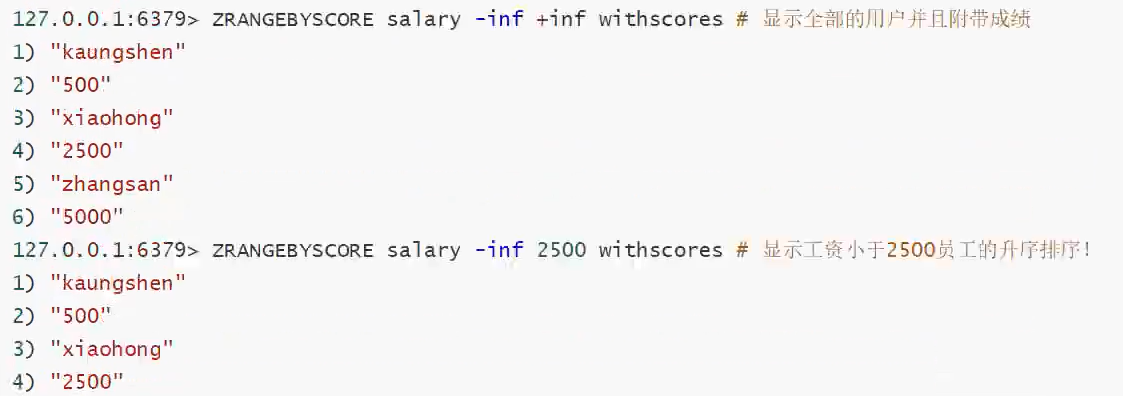 127.0.0.1:6379> ZRANGEBYSCORE salary -inf +inf withscores # 显示全部的用户并且附带成绩
1) "kaungshen"
2) "500"
3) "xiaohong"
4) "2500"
5) "zhangsan"
6) "5000"
127.0.0.1:6379> ZRANGEBYSCORE salary -inf 2500 withscores # 显示工资小于2500员工的升序排序！
1) "kaungshen"
2) "500"
3) "xiaohong"
4) "2500"